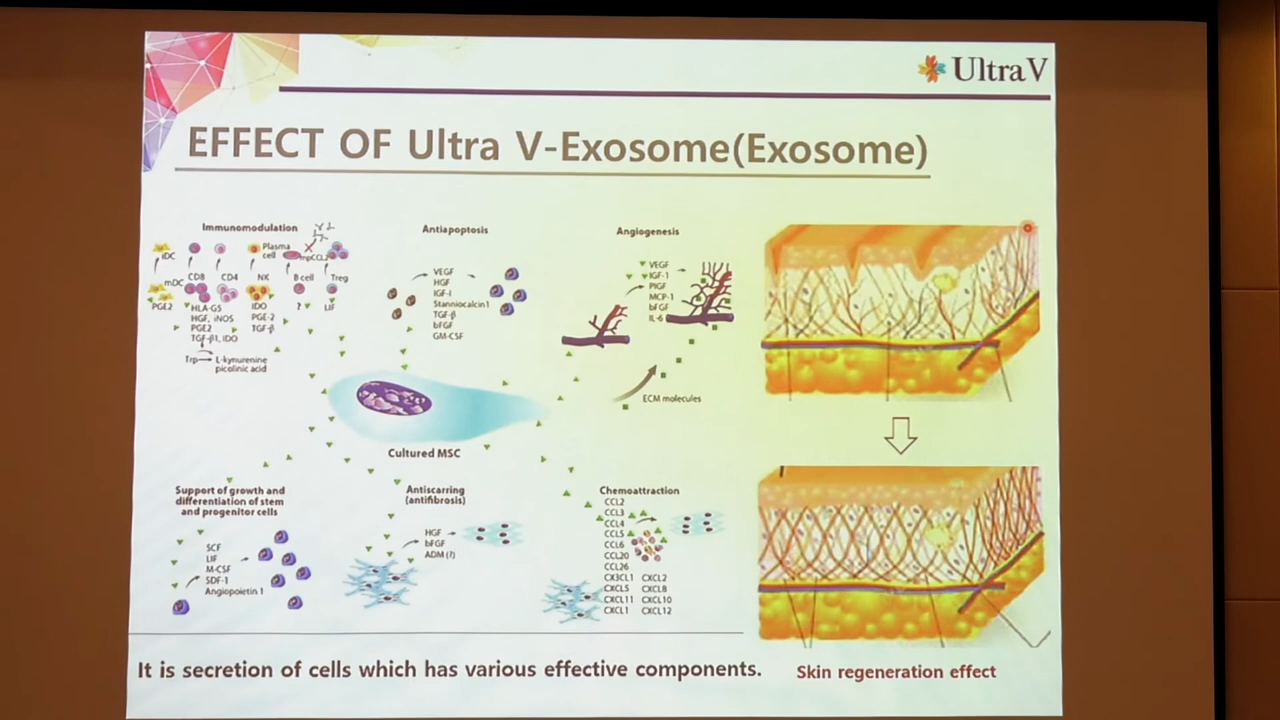 UltraV
EFFECT OF Ultra V-Exosome(Exosome)
Immunomodulation
iDC
Plasma
cell
mDC
CD8
CD4
NK
B cell
Treg
PGE2
HLA-G5
HGF, iNOS
PGE2
TGF-β1, IDO
IDO
PGE-2
TGF-β
?
LIF
Trp
L-kynurenine
picolinic acid
Antiapoptosis
VEGF
HGF
IGF-I
Stanniocalcin1
TGF-β
bFGF
GM-CSF
Angiogenesis
VEGF
IGF-1
PlGF
MCP-1
bFGF
IL-6
ECM molecules
Cultured MSC
Support of growth and
differentiation of stem
and progenitor cells
SCF
LIF
M-CSF
SDF-1
Angiopoietin 1
Antiscarring
(antifibrosis)
HGF
bFGF
ADM (?)
Chemoattraction
CCL2
CCL3
CCL4
CCL5
CCL6
CCL20
CCL26
CX3CL1 CXCL2
CXCL5 CXCL8
CXCL11 CXCL10
CXCL1 CXCL12
It is secretion of cells which has various effective components.
Skin regeneration effect